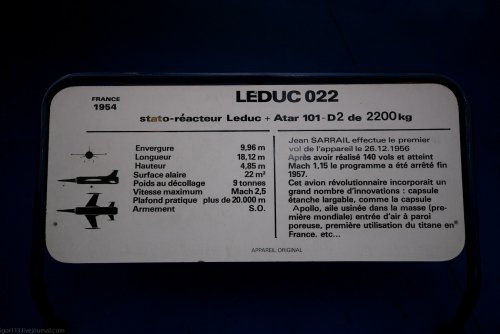 FRANCE
1954
LEDUC 022
stato-réacteur Leduc + Atar 101-D2 de 2200kg
Envergure 9,96 m
Longueur 18,12 m
Hauteur 4,85 m
Surface alaire 22 m²
Poids au décollage 9 tonnes
Vitesse maximum Mach 2,5
Plafond pratique plus de 20.000 m
Armement S.O.
Jean SARRAIL effectue le premier
vol de l'appareil le 26.12.1956
Après avoir réalisé 140 vols et atteint
Mach 1,15 le programme a été arrêté fin
1957.
Cet avion révolutionnaire incorporait un
grand nombre d'innovations : capsule
étanche largable, comme la capsule
Apollo, aile usinée dans la masse (pre-
mière mondiale) entrée d'air à paroi
poreuse, première utilisation du titane en
France. etc...
APPAREIL ORIGINAL
igor113.livejournal.com